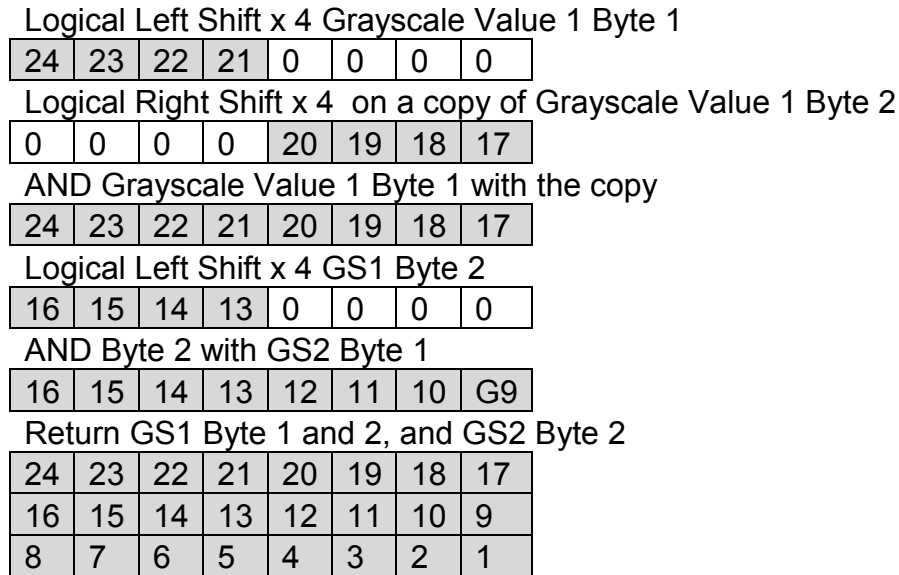 Logical Left Shift x 4 Grayscale Value 1 Byte 1
24 23 22 21 0 0 0 0
Logical Right Shift x 4 on a copy of Grayscale Value 1 Byte 2
0 0 0 0 20 19 18 17
AND Grayscale Value 1 Byte 1 with the copy
24 23 22 21 20 19 18 17
Logical Left Shift x 4 GS1 Byte 2
16 15 14 13 0 0 0 0
AND Byte 2 with GS2 Byte 1
16 15 14 13 12 11 10 G9
Return GS1 Byte 1 and 2, and GS2 Byte 2
24 23 22 21 20 19 18 17
16 15 14 13 12 11 10 9
8 7 6 5 4 3 2 1